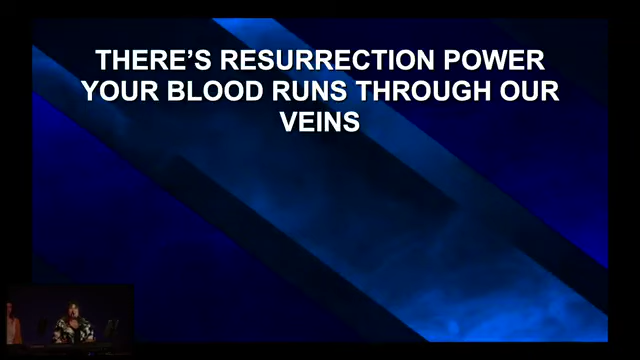 THERE’S RESURRECTION POWER
YOUR BLOOD RUNS THROUGH OUR
VEINS